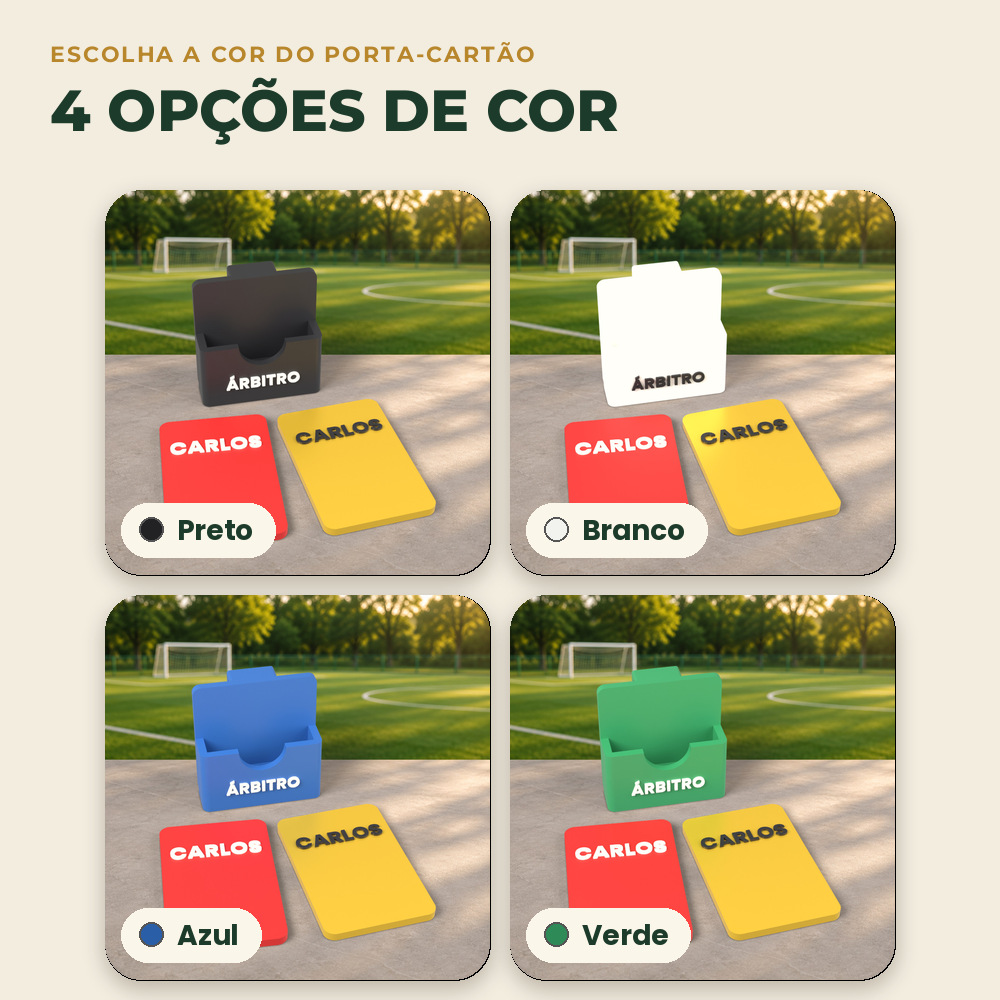 ESCOLHA A COR DO PORTA-CARTÃO
4 OPÇÕES DE COR
ÁRBITRO
CARLOS
CARLOS
Preto
ÁRBITRO
CARLOS
CARLOS
Branco
ÁRBITRO
CARLOS
CARLOS
Azul
ÁRBITRO
CARLOS
CARLOS
Verde